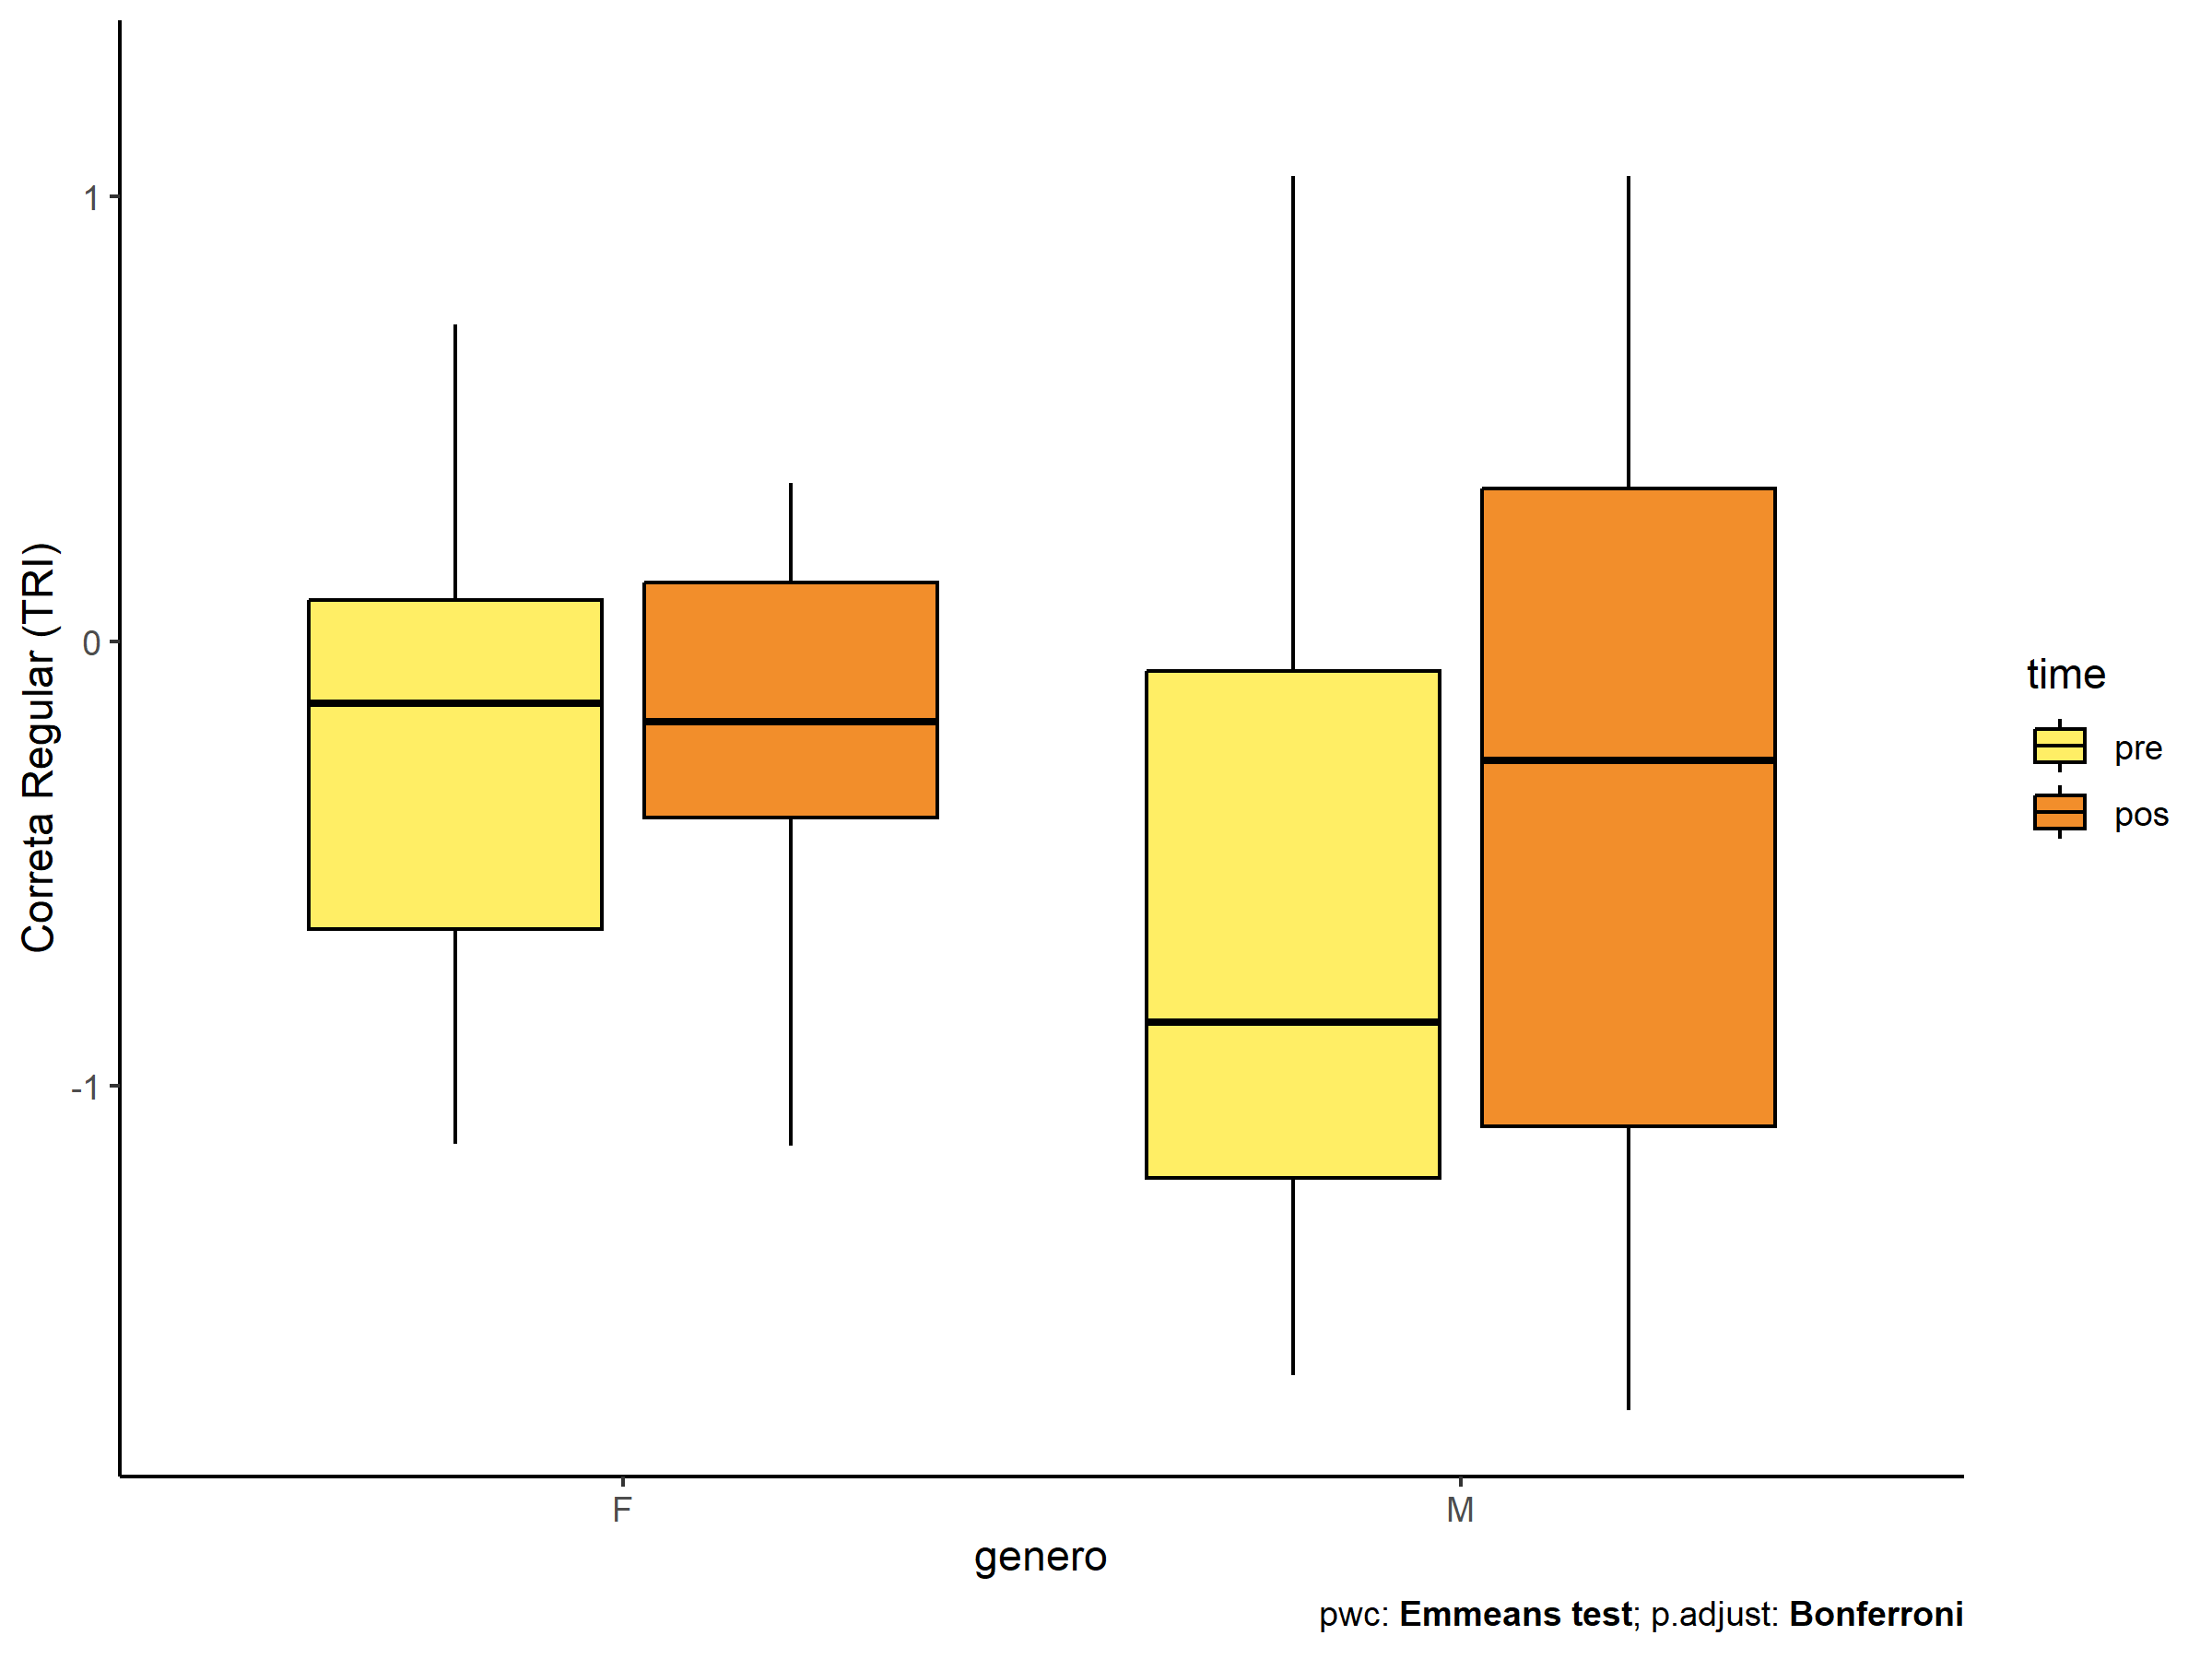 Correta Regular (TRI)
1
0
-1
F
M
genero
time
pre
pos
pwc: Emmeans test; p.adjust: Bonferroni